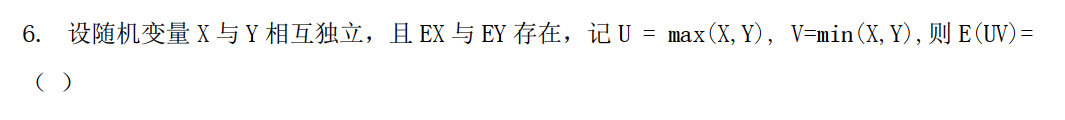 6. 设随机变量 X 与 Y 相互独立，且 EX 与 EY 存在，记 U = max(X,Y), V=min(X,Y),则 E(UV)=
（ ）